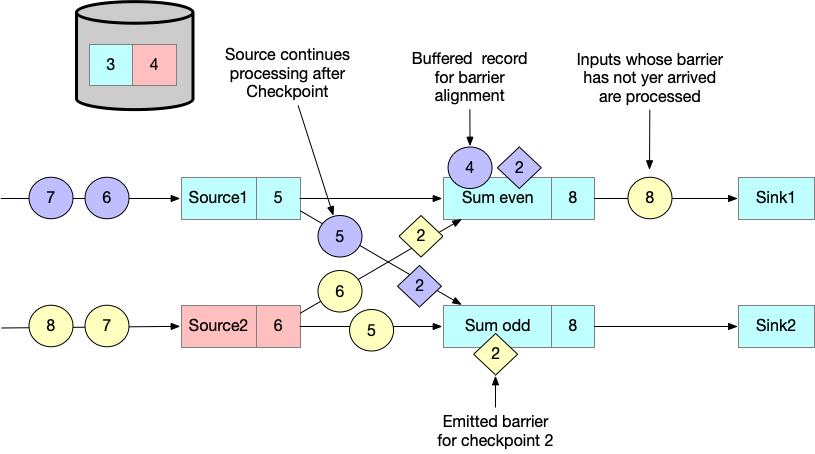 Source continues
processing after
Checkpoint
Buffered record
for barrier
alignment
Inputs whose barrier
has not yer arrived
are processed
3 4
4 2
7 6 Source1 5 Sum even 8 8 Sink1
5 2
6 2
8 7 Source2 6 5 Sum odd 8 Sink2
2
Emitted barrier
for checkpoint 2